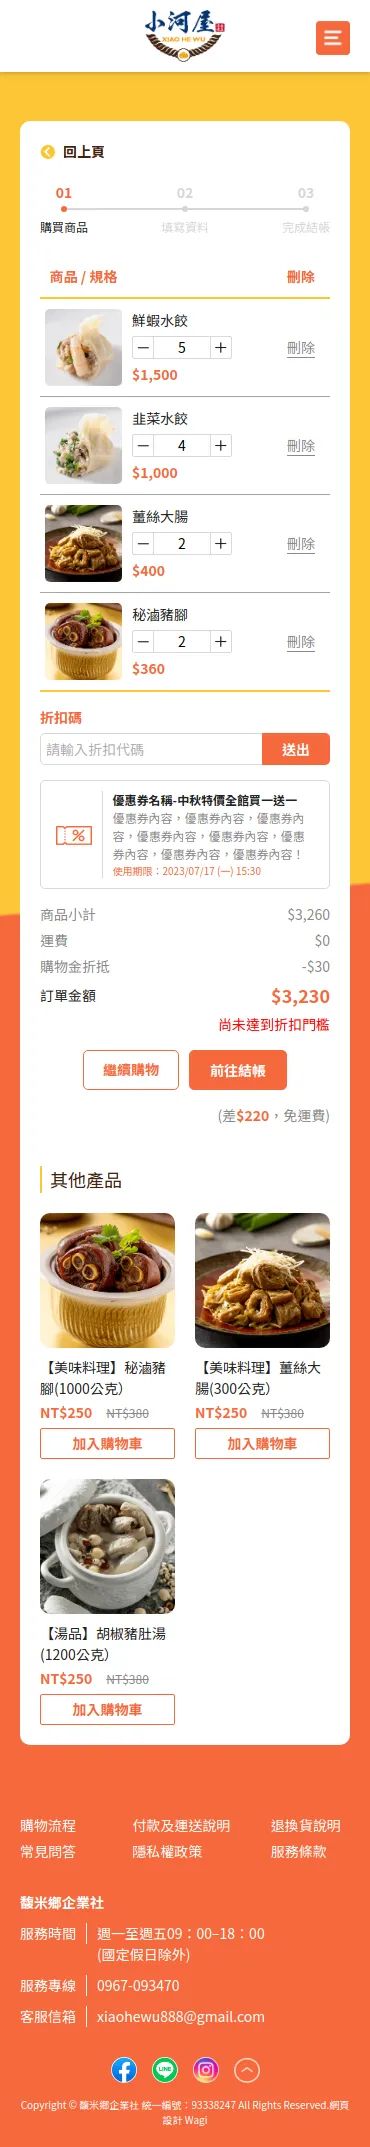 小河屋
XIAO HE WU
回上頁
01 02 03
購買商品 填寫資料 完成結帳
商品 / 規格 刪除
鮮蝦水餃
5 刪除
$1,500
韭菜水餃
4 刪除
$1,000
薑絲大腸
2 刪除
$400
秘滷豬腳
2 刪除
$360
折扣碼
請輸入折扣代碼 送出
優惠券名稱-中秋特價全館買一送一
優惠券內容，優惠券內容，優惠券內
容，優惠券內容，優惠券內容，優惠
券內容，優惠券內容，優惠券內容！
使用期限：2023/07/17 (一) 15:30
商品小計 $3,260
運費 $0
購物金折抵 -$30
訂單金額 $3,230
尚未達到折扣門檻
繼續購物 前往結帳
(差$220，免運費)
其他產品
【美味料理】秘滷豬
腳(1000公克)
NT$250 NT$380
加入購物車
【美味料理】薑絲大
腸(300公克)
NT$250 NT$380
加入購物車
【湯品】胡椒豬肚湯
(1200公克)
NT$250 NT$380
加入購物車
購物流程 付款及運送說明 退換貨說明
常見問答 隱私權政策 服務條款
馥米鄉企業社
服務時間 週一至週五09：00–18：00
(國定假日除外)
服務專線 0967-093470
客服信箱 xiaohewu888@gmail.com
LINE
Copyright © 馥米鄉企業社 統一編號：93338247 All Rights Reserved.網頁
設計 Wagi